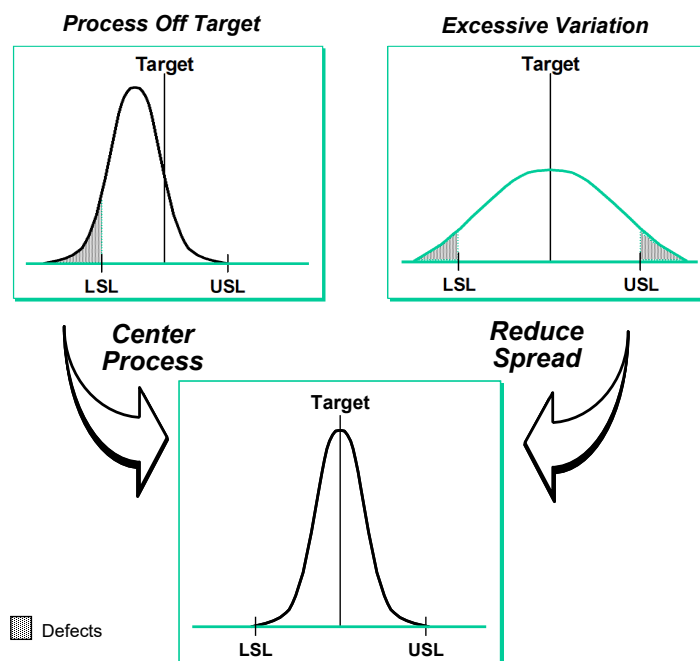 Process Off Target
Excessive Variation
Target
LSL
USL
Target
LSL
USL
Center
Process
Reduce
Spread
Target
LSL
USL
Defects